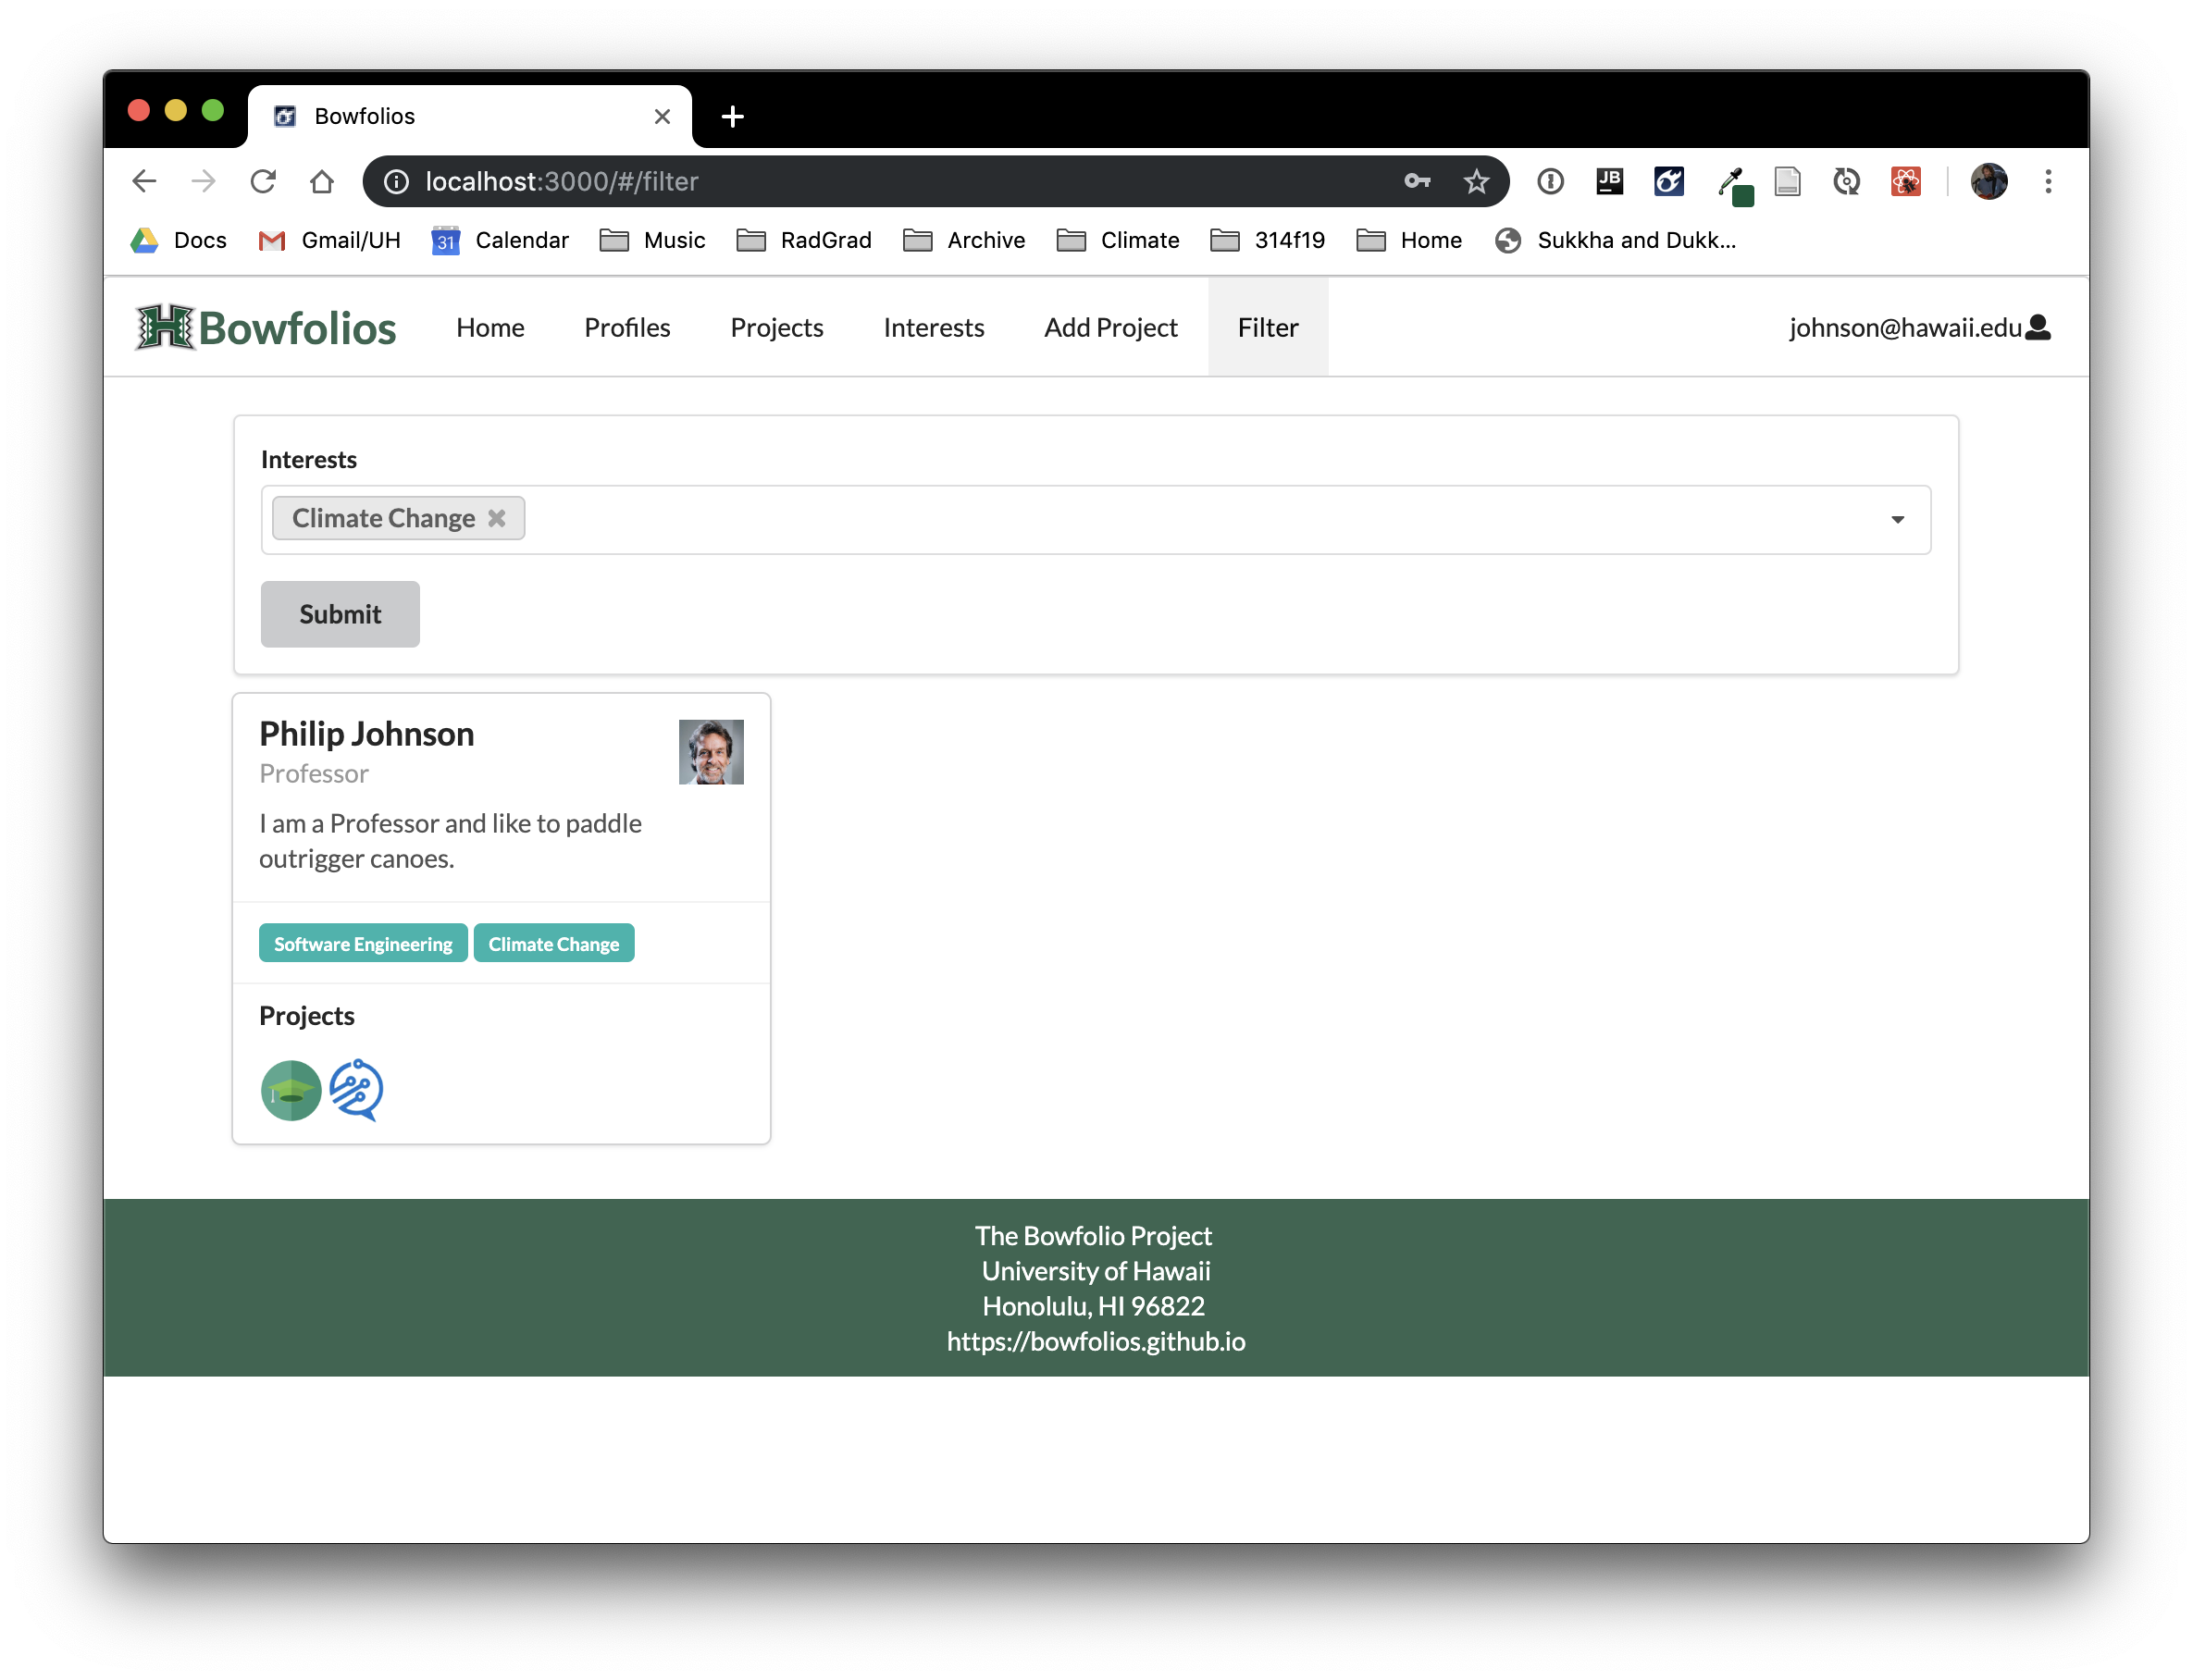 Bowfolios
localhost:3000/#/filter
JB
Docs
Gmail/UH
31
Calendar
Music
RadGrad
Archive
Climate
314f19
Home
Sukkha and Dukk...
H
Bowfolios
Home
Profiles
Projects
Interests
Add Project
Filter
johnson@hawaii.edu
Interests
Climate Change
Submit
Philip Johnson
Professor
I am a Professor and like to paddle
outrigger canoes.
Software Engineering
Climate Change
Projects
The Bowfolio Project
University of Hawaii
Honolulu, HI 96822
https://bowfolios.github.io